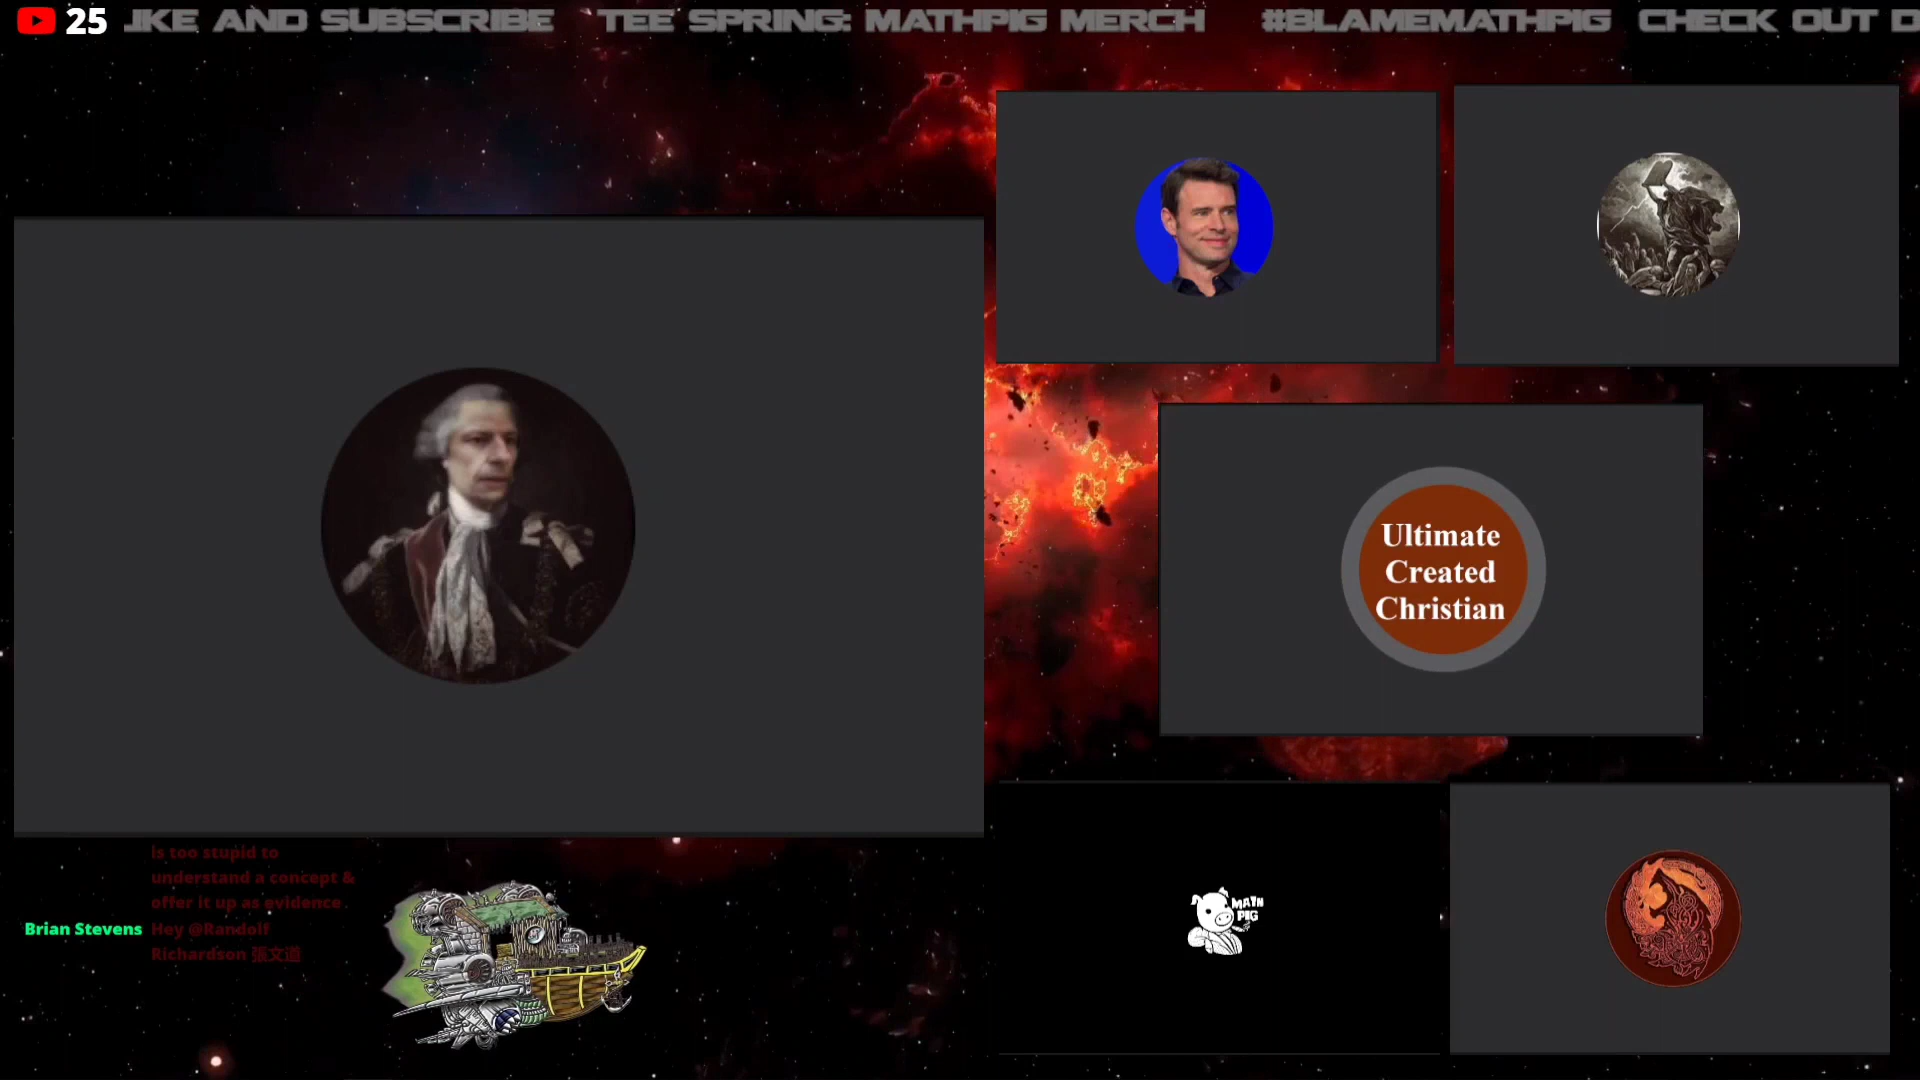 25 JKE AND SUBSCRIBE TEE SPRING: MATHPIG MERCH #BLAMEMATHPIG CHECK OUT D
Ultimate
Created
Christian
is too stupid to
understand a concept &
offer it up as evidence
Brian Stevens Hey @Randolf
Richardson 張文道
MATH
PIG